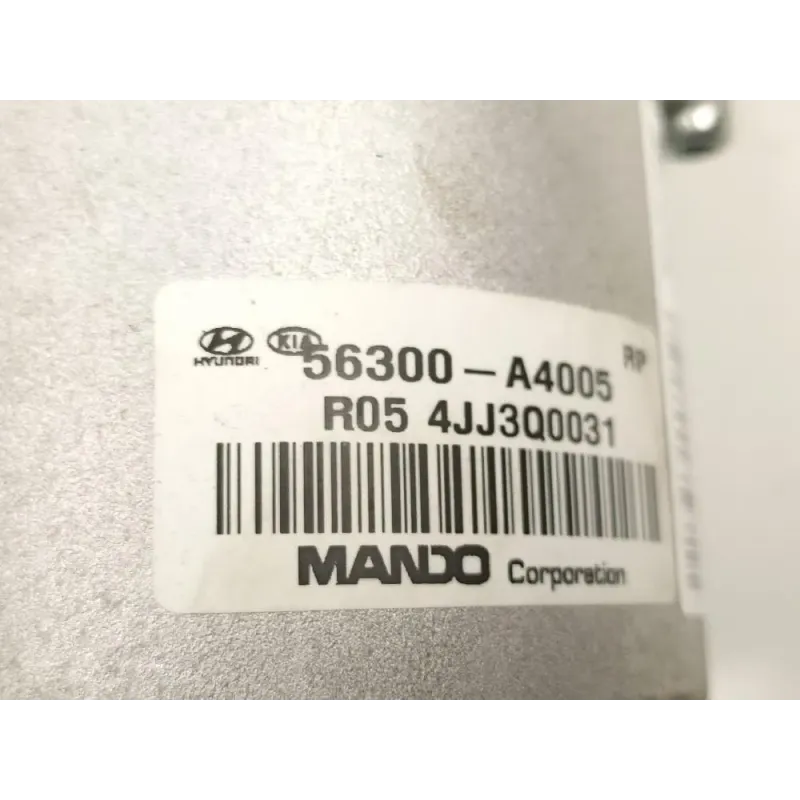 HYUNDAI KIA 56300-A4005 RP
R05 4JJ3Q0031
MANDO Corporation